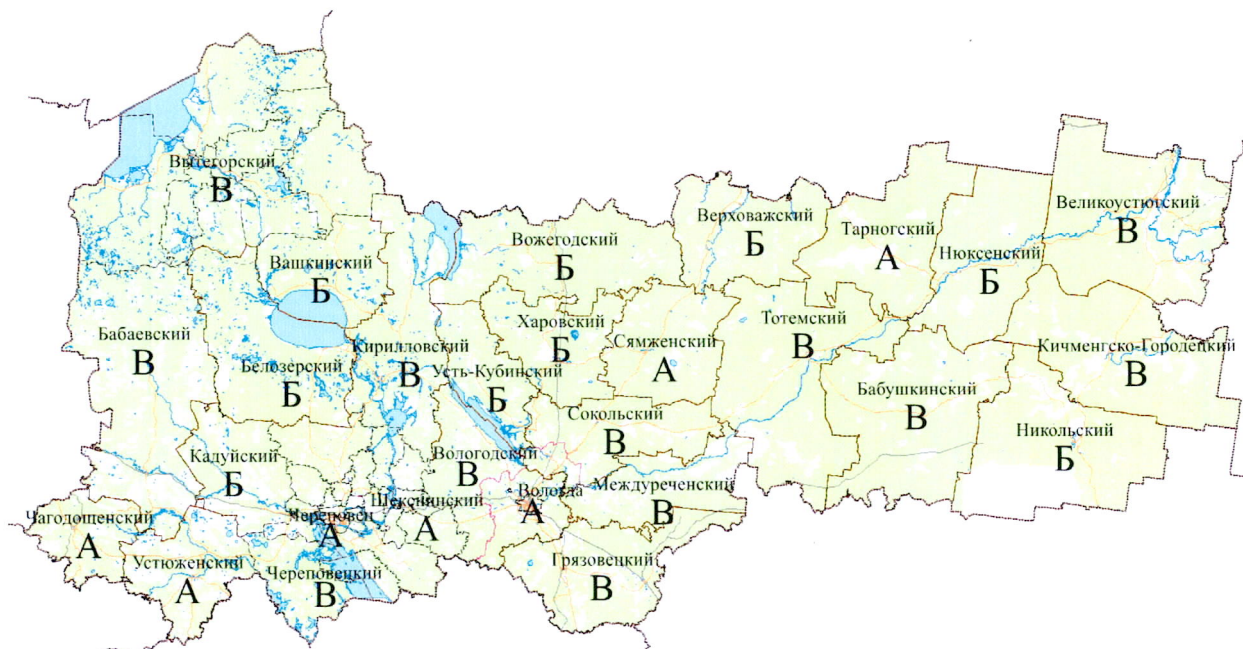 Вытегорский
В
Вашкинский
Б
Вожегодский
Б
Верховажский
Б
Тарногский
А
Нюксенский
Б
Великоустюгский
В
Бабаевский
В
Белозерский
Б
Кирилловский
В
Усть-Кубинский
Б
Харовский
Б
Сямженский
А
Тотемский
В
Бабушкинский
В
Кичменгско-Городецкий
В
Никольский
Б
Сокольский
В
Кадуйский
Б
Вологодский
В
Шекснинский
А
Вологда
А
Междуреченский
В
Чагодощенский
А
Череповец
А
Устюженский
А
Череповецкий
В
Грязовецкий
В